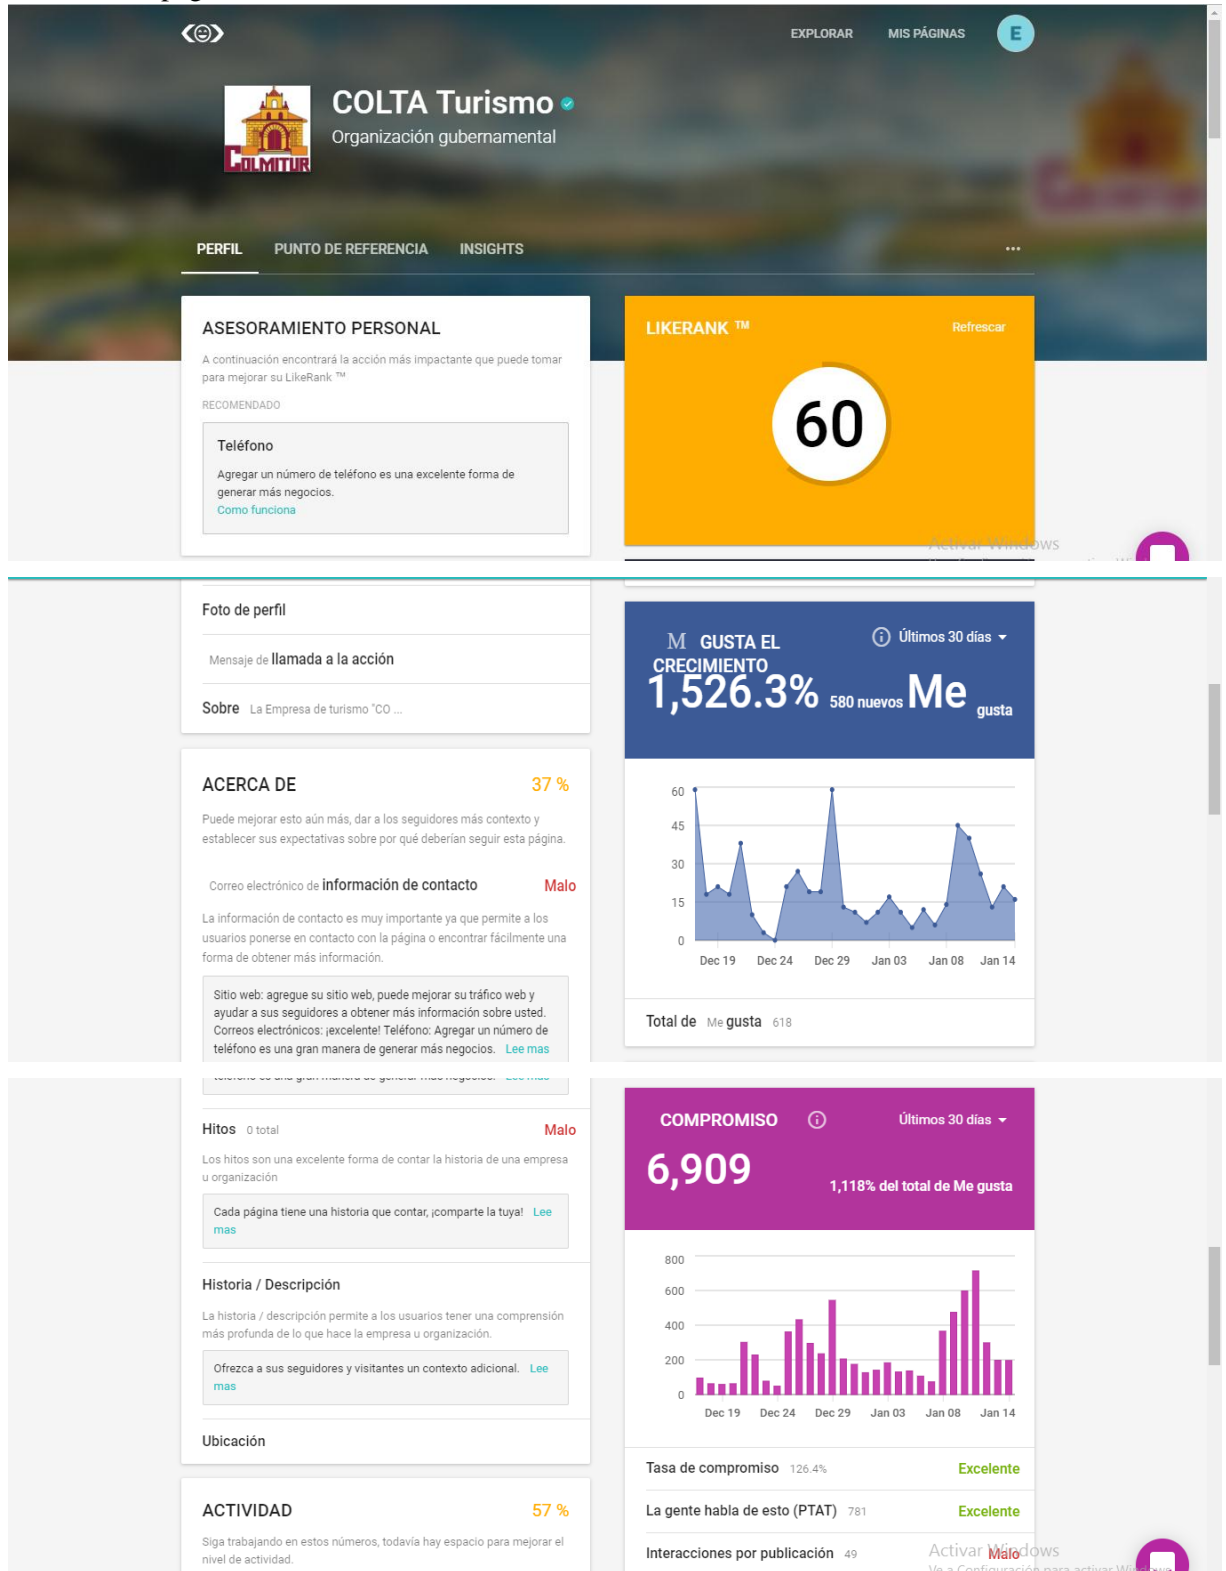 EXPLORAR MIS PÁGINAS E
COLTA Turismo
Organización gubernamental
COLMITUR
PERFIL PUNTO DE REFERENCIA INSIGHTS ...
ASESORAMIENTO PERSONAL
A continuación encontrará la acción más impactante que puede tomar
para mejorar su LikeRank ™
RECOMENDADO
Teléfono
Agregar un número de teléfono es una excelente forma de
generar más negocios.
Como funciona
LIKERANK ™ Refrescar
60
Activar Windows
Foto de perfil
Mensaje de llamada a la acción
Sobre La Empresa de turismo "CO ...
ACERCA DE 37 %
Puede mejorar esto aún más, dar a los seguidores más contexto y
establecer sus expectativas sobre por qué deberían seguir esta página.
Correo electrónico de información de contacto Malo
La información de contacto es muy importante ya que permite a los
usuarios ponerse en contacto con la página o encontrar fácilmente una
forma de obtener más información.
Sitio web: agregue su sitio web, puede mejorar su tráfico web y
ayudar a sus seguidores a obtener más información sobre usted.
Correos electrónicos: ¡excelente! Teléfono: Agregar un número de
teléfono es una gran manera de generar más negocios. Lee mas
M GUSTA EL
CRECIMIENTO
Últimos 30 días
1,526.3% 580 nuevos Me gusta
60
45
30
15
0
Dec 19 Dec 24 Dec 29 Jan 03 Jan 08 Jan 14
Total de Me gusta 618
Hitos 0 total Malo
Los hitos son una excelente forma de contar la historia de una empresa
u organización
Cada página tiene una historia que contar, ¡comparte la tuya! Lee
mas
Historia / Descripción
La historia / descripción permite a los usuarios tener una comprensión
más profunda de lo que hace la empresa u organización.
Ofrezca a sus seguidores y visitantes un contexto adicional. Lee
mas
Ubicación
ACTIVIDAD 57 %
Siga trabajando en estos números, todavía hay espacio para mejorar el
nivel de actividad.
COMPROMISO Últimos 30 días
6,909 1,118% del total de Me gusta
800
600
400
200
0
Dec 19 Dec 24 Dec 29 Jan 03 Jan 08 Jan 14
Tasa de compromiso 126.4% Excelente
La gente habla de esto (PTAT) 781 Excelente
Interacciones por publicación 49 Malo
Activar Windows